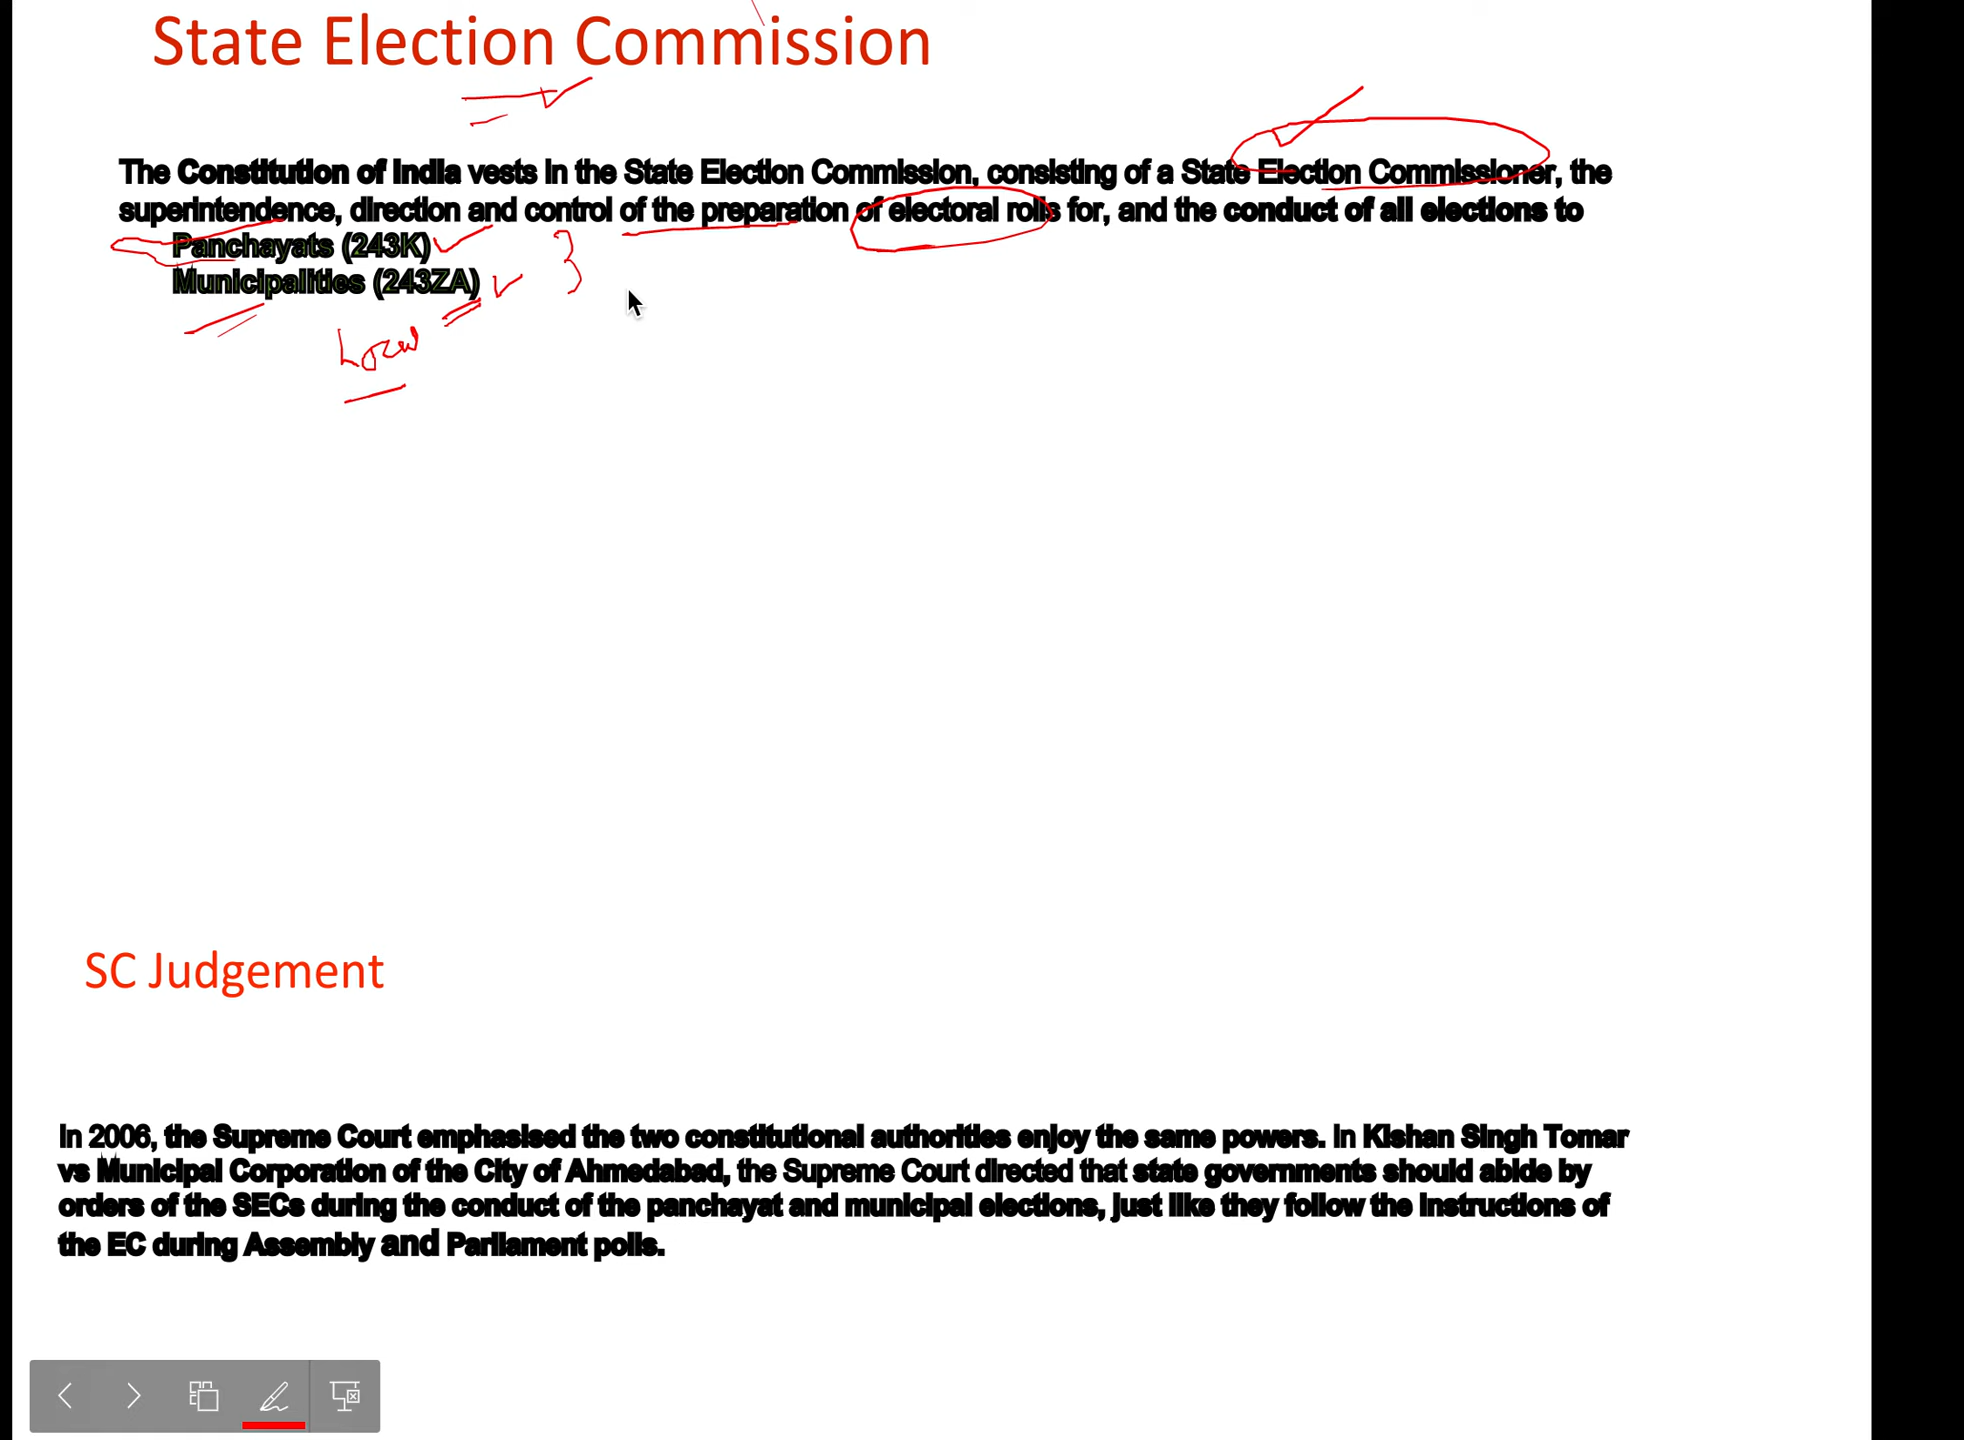 State Election Commission
The Constitution of India vests in the State Election Commission, consisting of a State Election Commissioner, the
superintendence, direction and control of the preparation of electoral rolls for, and the conduct of all elections to
Panchayats (243K)
Municipalities (243ZA)
Local
SC Judgement
In 2006, the Supreme Court emphasised the two constitutional authorities enjoy the same powers. In Kishan Singh Tomar
vs Municipal Corporation of the City of Ahmedabad, the Supreme Court directed that state governments should abide by
orders of the SECs during the conduct of the panchayat and municipal elections, just like they follow the instructions of
the EC during Assembly and Parliament polls.